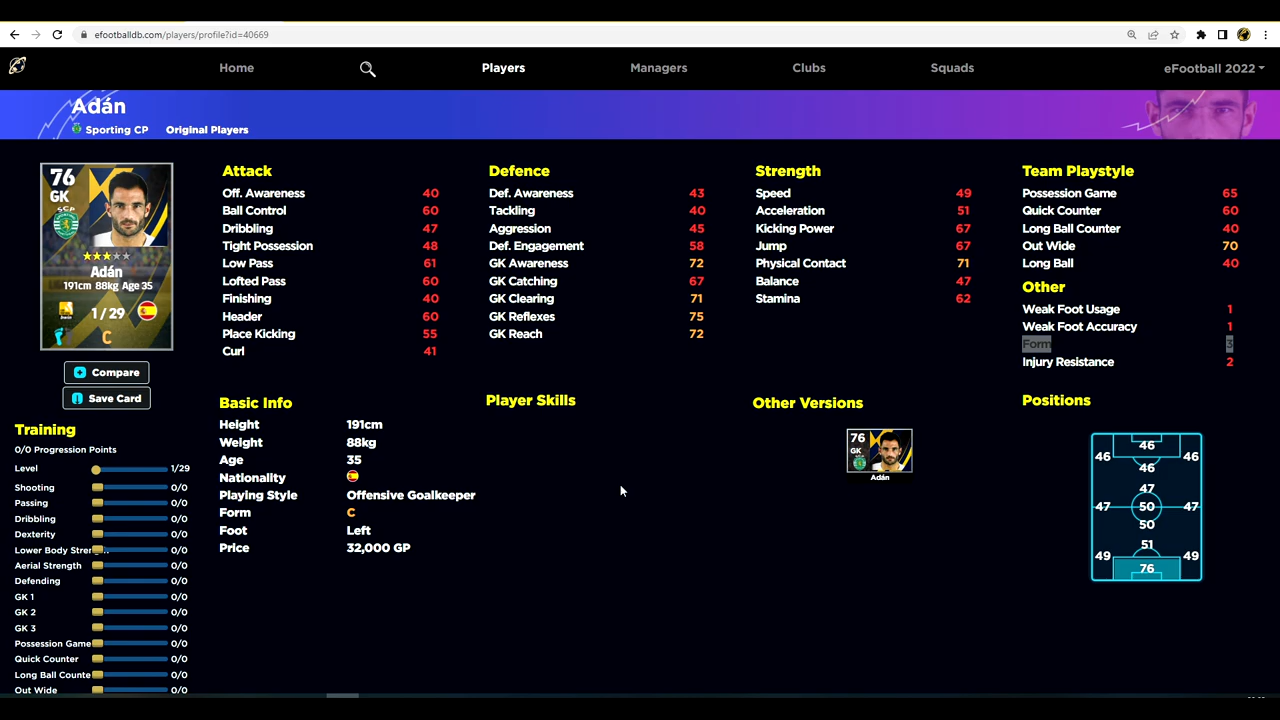 efootballdb.com/players/profile?id=40669
Home Players Managers Clubs Squads eFootball 2022
Adán
Sporting CP Original Players
76
GK
SCP
Adán
191cm 88kg Age 35
1 / 29
C
Compare
Save Card
Attack
Off. Awareness 40
Ball Control 60
Dribbling 47
Tight Possession 48
Low Pass 61
Lofted Pass 60
Finishing 40
Header 60
Place Kicking 55
Curl 41
Defence
Def. Awareness 43
Tackling 40
Aggression 45
Def. Engagement 58
GK Awareness 72
GK Catching 67
GK Clearing 71
GK Reflexes 75
GK Reach 72
Strength
Speed 49
Acceleration 51
Kicking Power 67
Jump 67
Physical Contact 71
Balance 47
Stamina 62
Team Playstyle
Possession Game 65
Quick Counter 60
Long Ball Counter 40
Out Wide 70
Long Ball 40
Other
Weak Foot Usage 1
Weak Foot Accuracy 1
Form 3
Injury Resistance 2
Training
0/0 Progression Points
Level 1/29
Shooting 0/0
Passing 0/0
Dribbling 0/0
Dexterity 0/0
Lower Body Stren 0/0
Aerial Strength 0/0
Defending 0/0
GK 1 0/0
GK 2 0/0
GK 3 0/0
Possession Game 0/0
Quick Counter 0/0
Long Ball Counte 0/0
Out Wide 0/0
Basic Info
Height 191cm
Weight 88kg
Age 35
Nationality
Playing Style Offensive Goalkeeper
Form C
Foot Left
Price 32,000 GP
Player Skills
Other Versions
76
GK
Adán
Positions
46
46 46
46
47
47 50 47
50
51
49 49
76